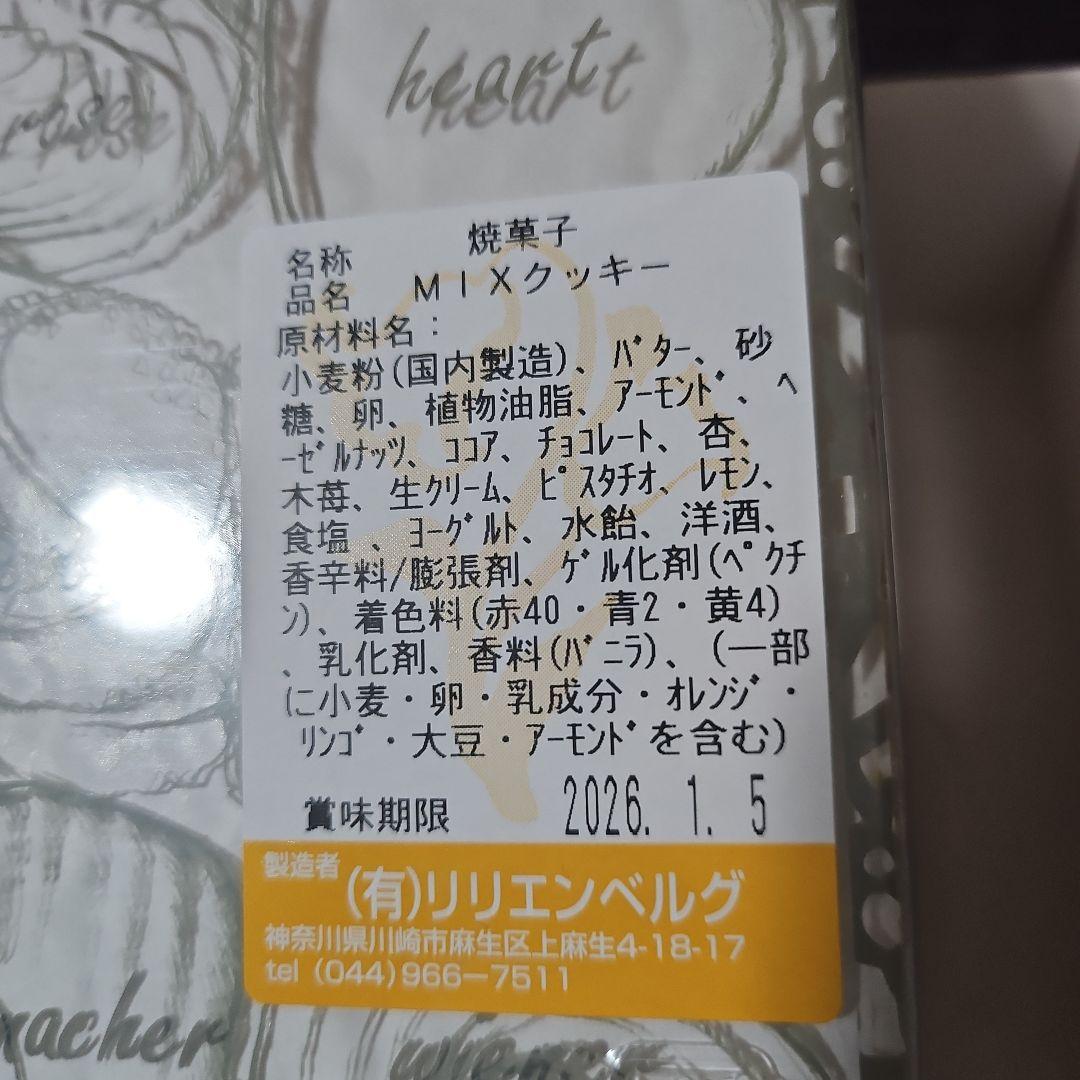 heart
名称 焼菓子
品名 MIXクッキー
原材料名：
小麦粉(国内製造)、ﾊﾞﾀｰ、砂
糖、卵、植物油脂、ｱｰﾓﾝﾄﾞ、ﾍ
ｰｾﾞﾙﾅｯﾂ、ｺｺｱ、ﾁｮｺﾚｰﾄ、杏、
木苺、生ｸﾘｰﾑ、ﾋﾟｽﾀﾁｵ、ﾚﾓﾝ、
食塩、ﾖｰｸﾞﾙﾄ、水飴、洋酒、
香辛料/膨張剤、ｹﾞﾙ化剤(ﾍﾟｸﾁ
ﾝ)、着色料(赤40・青2・黄4)
、乳化剤、香料(ﾊﾞﾆﾗ)、(一部
に小麦・卵・乳成分・ｵﾚﾝｼﾞ・
ﾘﾝｺﾞ・大豆・ｱｰﾓﾝﾄﾞを含む)
賞味期限 2026. 1. 5
製造者 (有)リリエンベルグ
神奈川県川崎市麻生区上麻生4-18-17
tel (044)966-7511